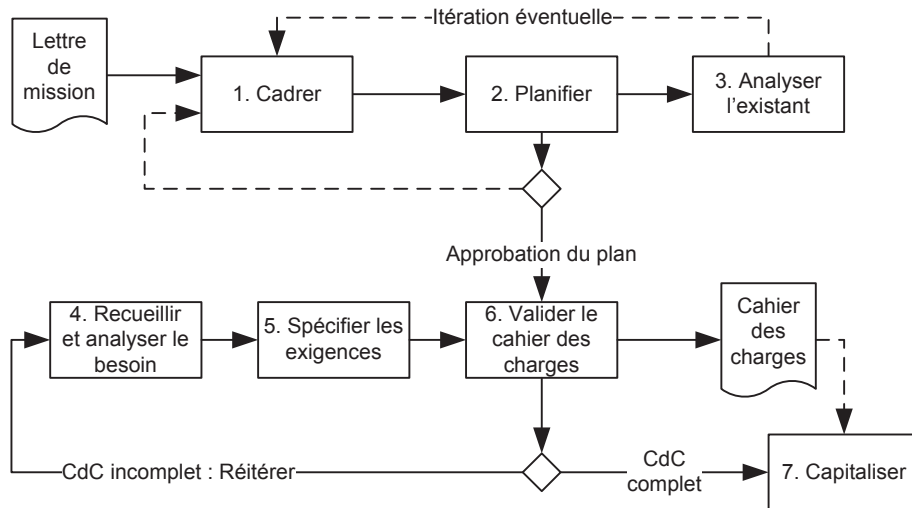 Itération éventuelle
Lettre
de
mission
1. Cadrer
2. Planifier
3. Analyser
l’existant
Approbation du plan
4. Recueillir
et analyser le
besoin
5. Spécifier les
exigences
6. Valider le
cahier des
charges
Cahier
des
charges
CdC incomplet : Réitérer
CdC
complet
7. Capitaliser